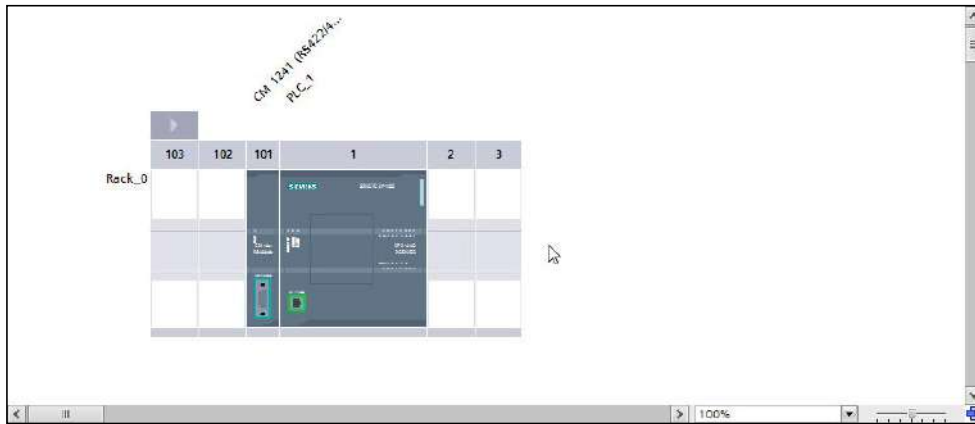 CM 1241 (RS422/4...
PLC_1
103 102 101 1 2 3
Rack_0
SIEMENS
100%